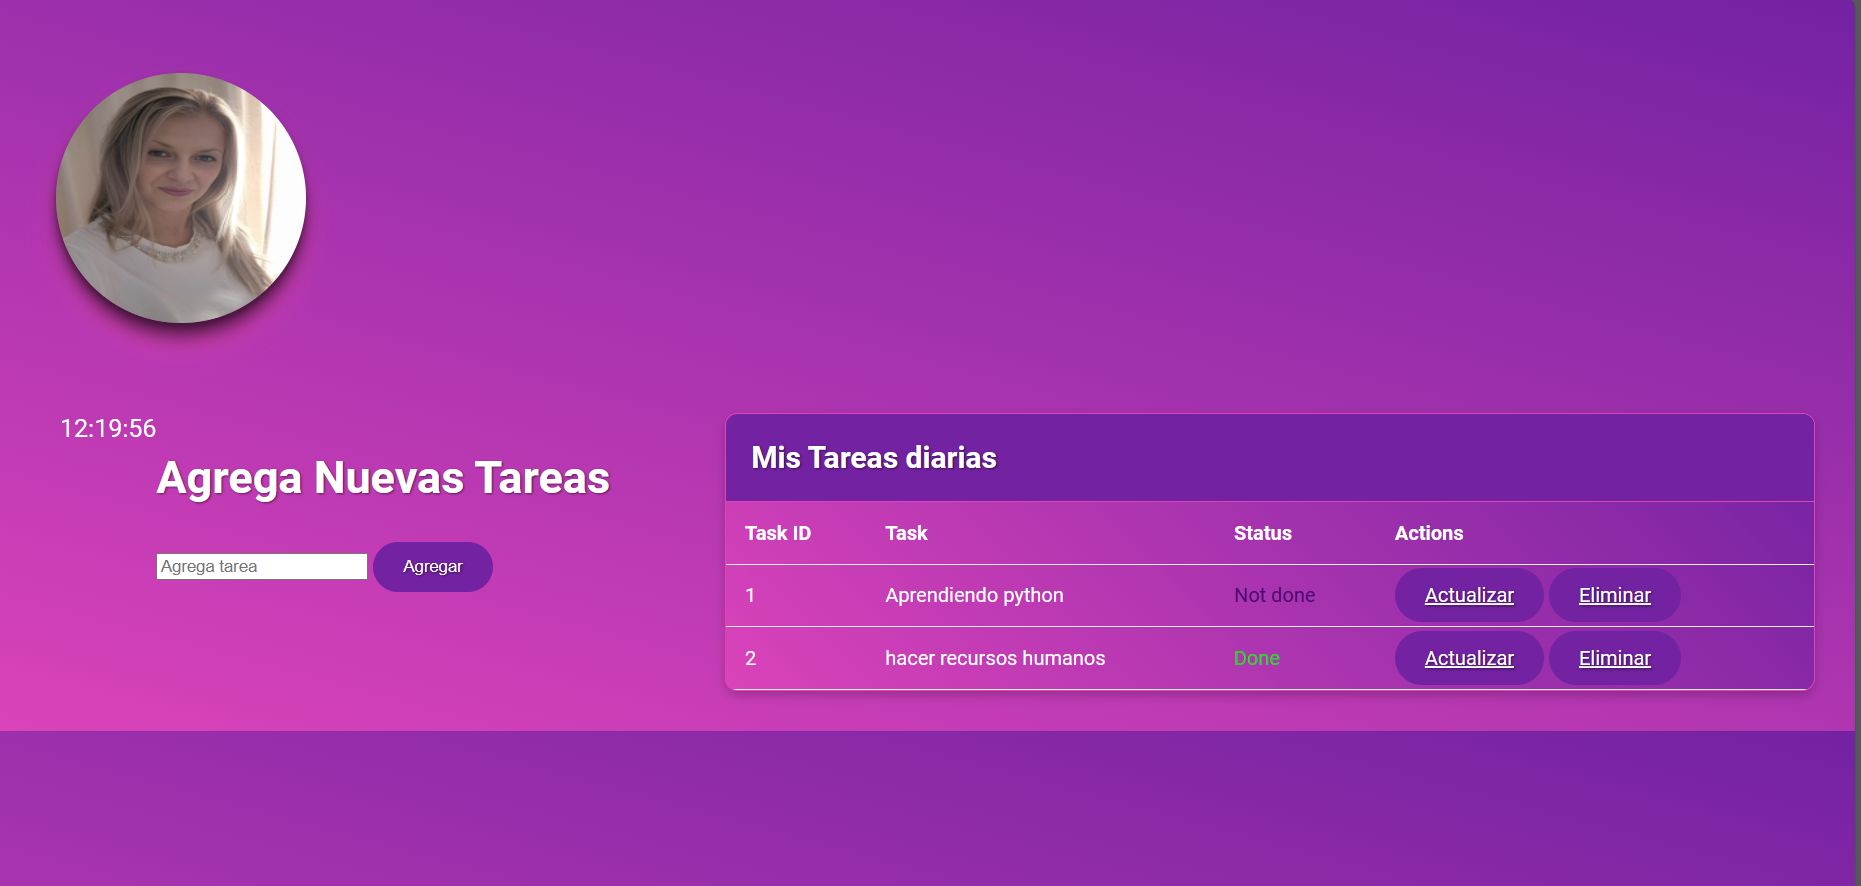 12:19:56
Agrega Nuevas Tareas
Agrega tarea Agregar
Mis Tareas diarias
Task ID Task Status Actions
1 Aprendiendo python Not done Actualizar Eliminar
2 hacer recursos humanos Done Actualizar Eliminar